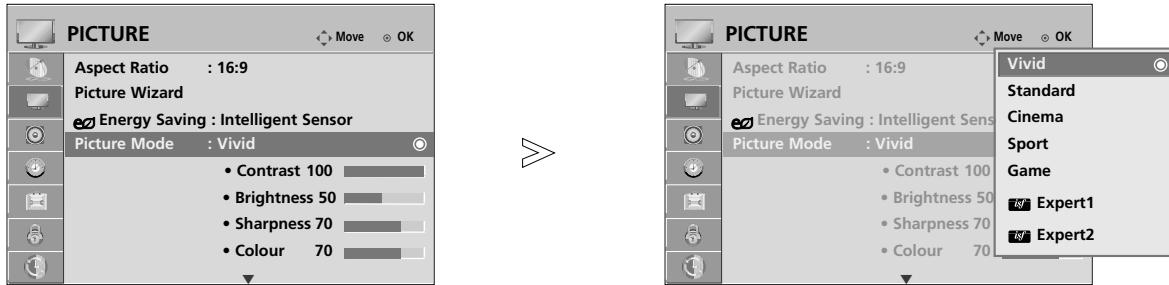 PICTURE Move OK
Aspect Ratio : 16:9
Picture Wizard
Energy Saving : Intelligent Sensor
Picture Mode : Vivid
• Contrast 100
• Brightness 50
• Sharpness 70
• Colour 70
PICTURE Move OK
Aspect Ratio : 16:9
Picture Wizard
Energy Saving : Intelligent Sens
Picture Mode : Vivid
• Contrast 100
• Brightness 50
• Sharpness 70
• Colour 70
Vivid
Standard
Cinema
Sport
Game
isf Expert1
isf Expert2